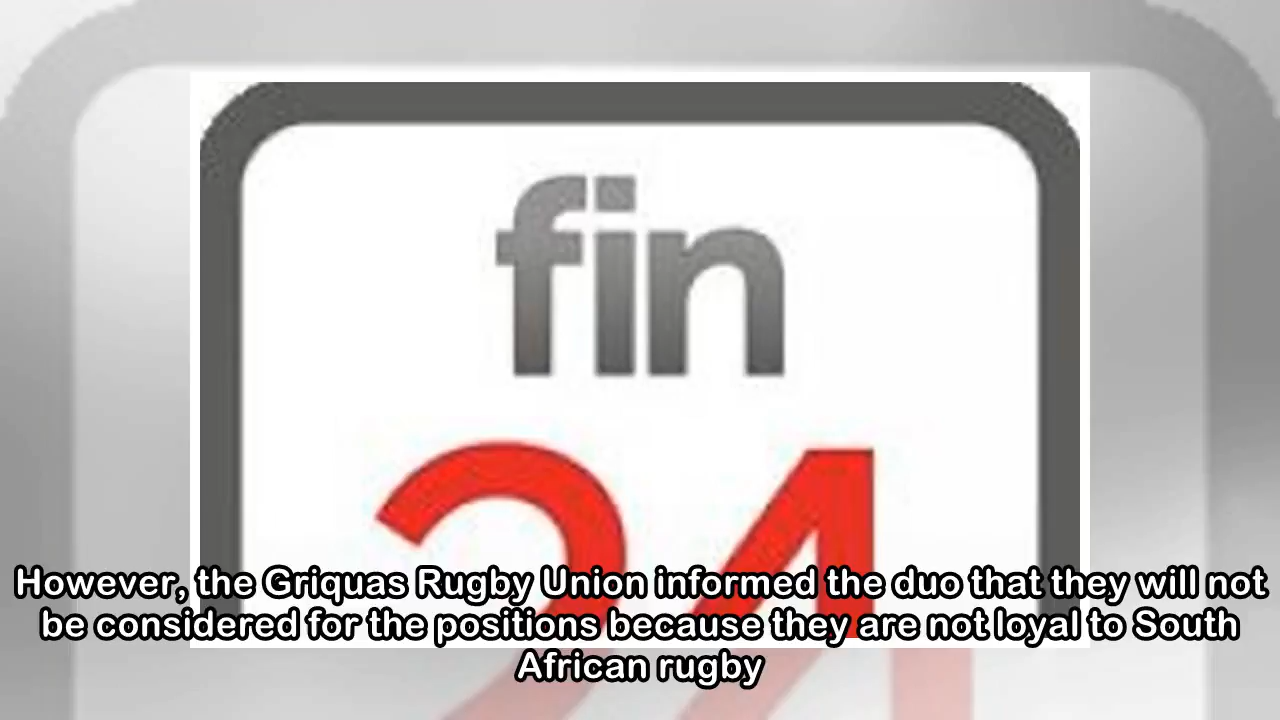 fin
24
However, the Griquas Rugby Union informed the duo that they will not
be considered for the positions because they are not loyal to South
African rugby